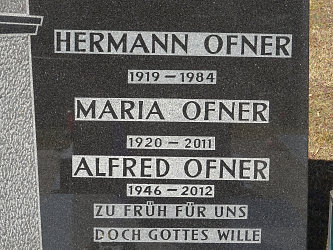 HERMANN OFNER
1919 – 1984
MARIA OFNER
1920 – 2011
ALFRED OFNER
1946 – 2012
ZU FRÜH FÜR UNS
DOCH GOTTES WILLE